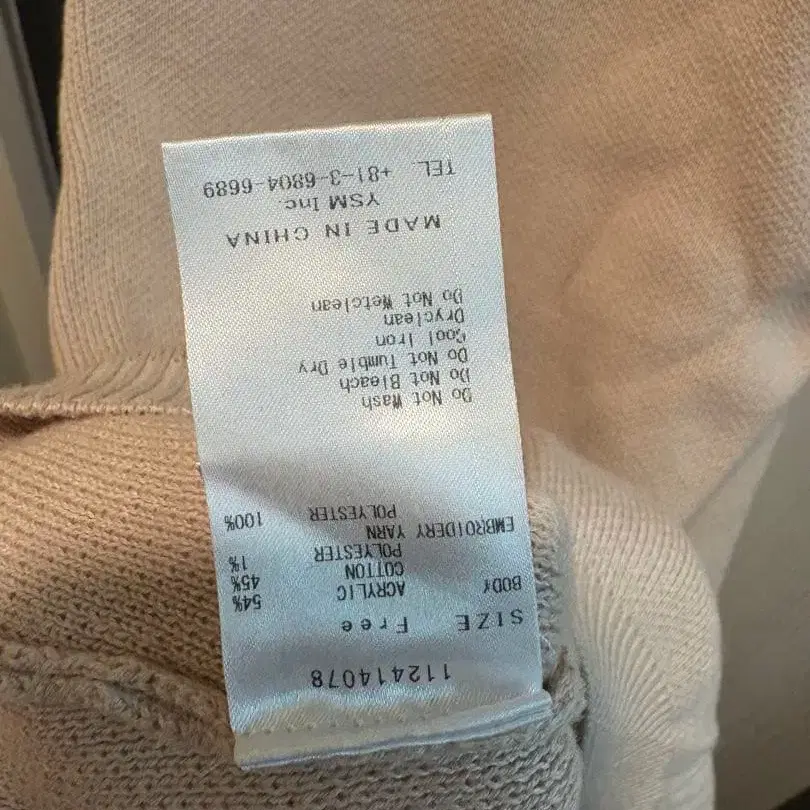 112414078
SIZE Free
BODY ACRYLIC 54%
COTTON 45%
POLYESTER 1%
EMBROIDERY YARN
POLYESTER 100%
Do Not Wash
Do Not Bleach
Do Not Tumble Dry
Cool Iron
Dryclean
Do Not Wetclean
MADE IN CHINA
YSM Inc.
TEL. +81-3-6804-6689